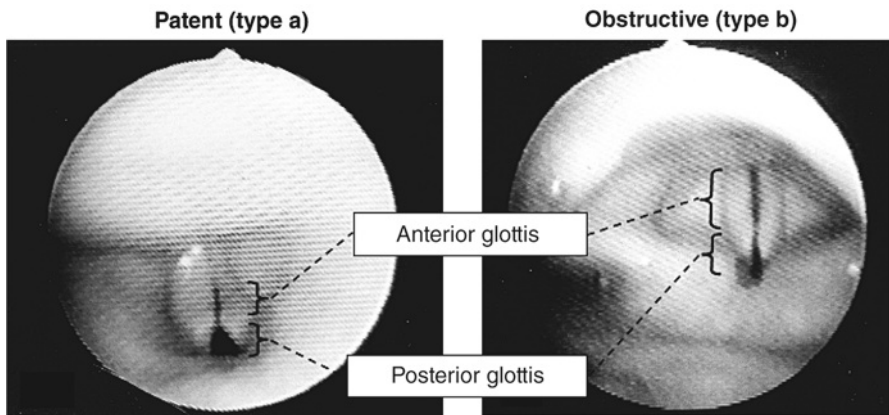 Patent (type a)
Obstructive (type b)
Anterior glottis
Posterior glottis